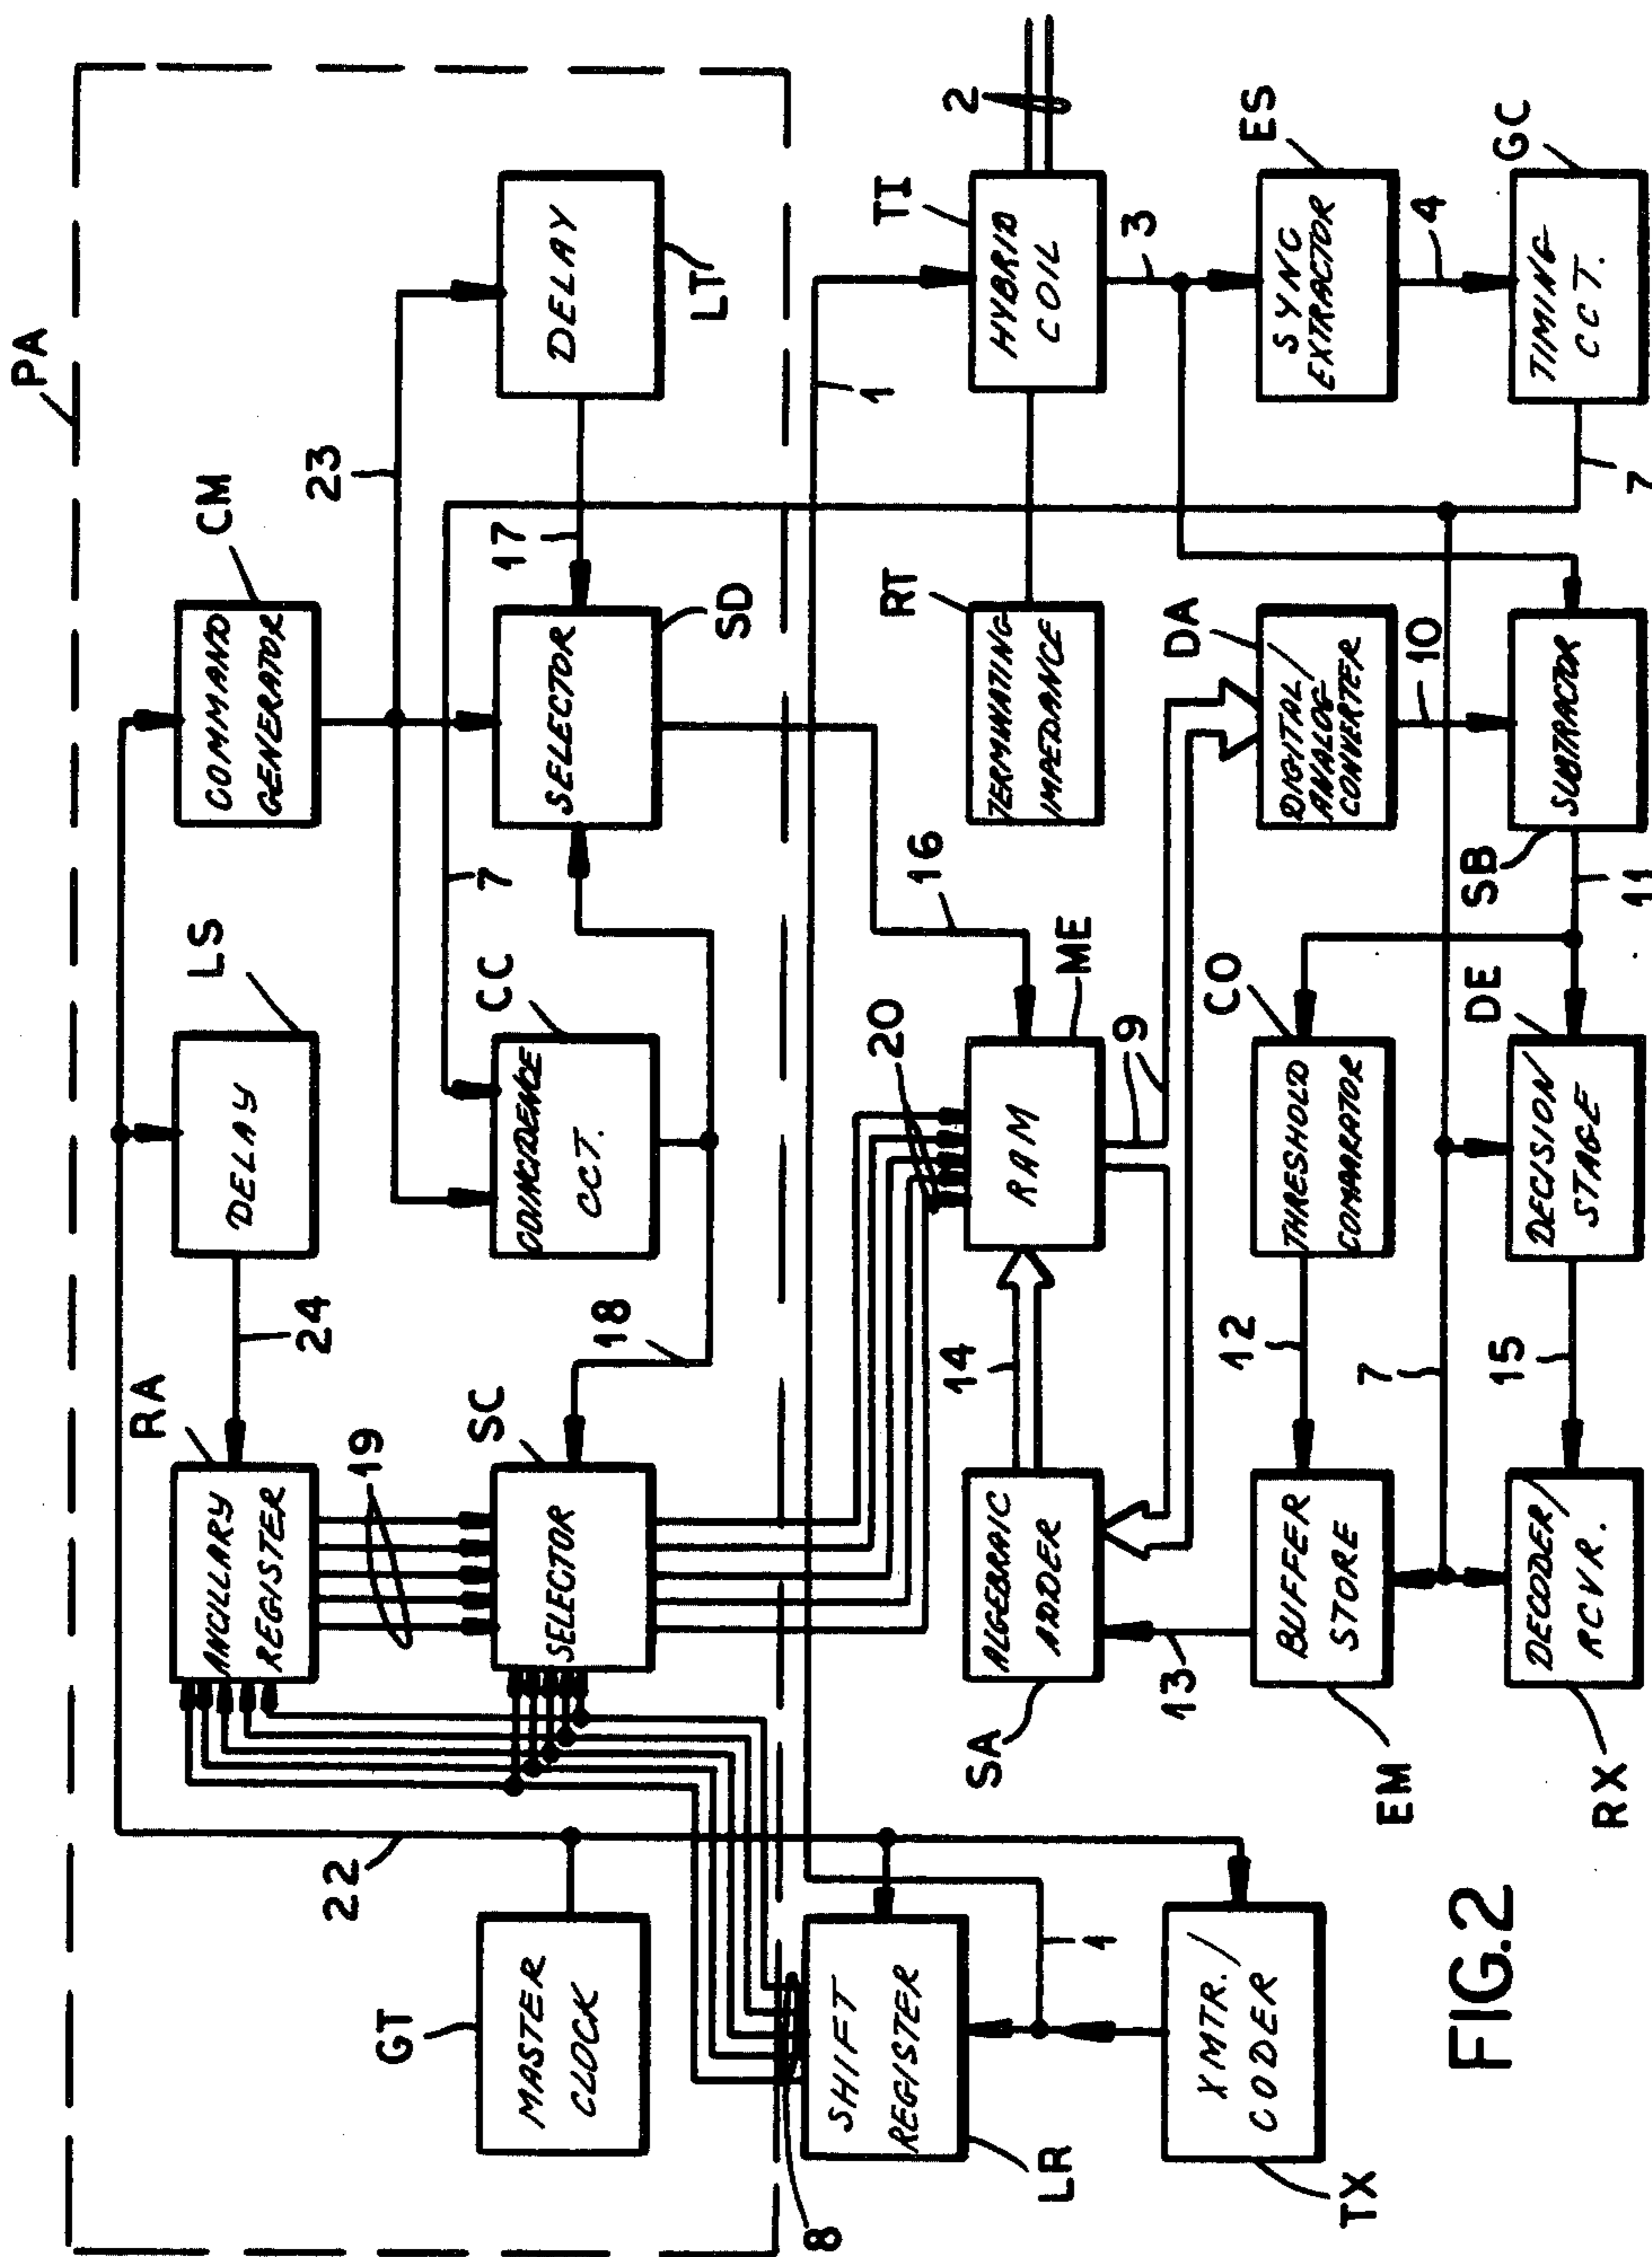 PA
GT
MASTER
CLOCK
22
RA
ANCILLARY
REGISTER
24
LS
DELAY
CM
COMMAND
GENERATOR
19
SC
SELECTOR
18
CC
COINCIDENCE
CCT.
7
SD
SELECTOR
17
23
LT
DELAY
8
SHIFT
REGISTER
LR
1
XMTR./
CODER
TX
SA
ALGEBRAIC
ADDER
14
20
RAM
ME
16
9
RT
TERMINATING
IMPEDANCE
1
TI
HYBRID
COIL
2
3
13
EM
BUFFER
STORE
12
CO
THRESHOLD
COMPARATOR
DA
DIGITAL/
ANALOG/
CONVERTER
10
ES
SYNC
EXTRACTOR
4
7
RX
DECODER/
RCVR.
15
DE
DECISION
STAGE
11
SB
SUBTRACTOR
7
GC
TIMING
CCT.
FIG.2